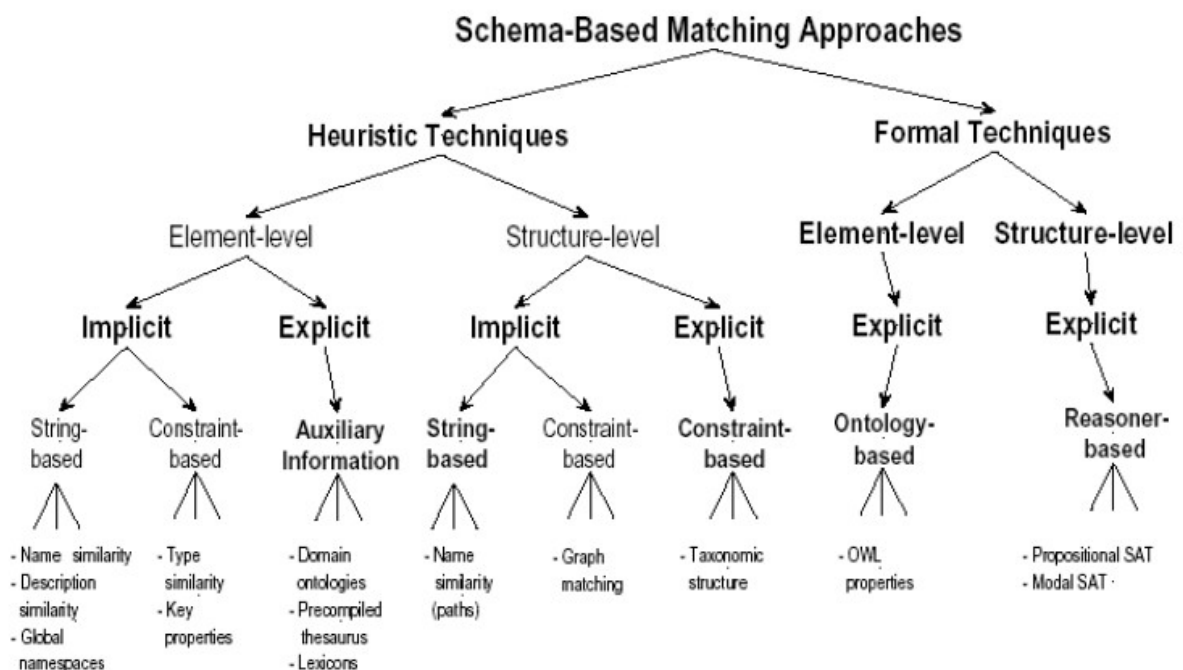 Schema-Based Matching Approaches
Heuristic Techniques
Formal Techniques
Element-level
Structure-level
Element-level
Structure-level
Implicit
Explicit
Implicit
Explicit
Explicit
Explicit
String-
based
Constraint-
based
Auxiliary
Information
String-
based
Constraint-
based
Constraint-
based
Ontology-
based
Reasoner-
based
- Name similarity
- Description
similarity
- Global
namespaces
- Type
similarity
- Key
properties
- Domain
ontologies
- Precompiled
thesaurus
- Lexicons
- Name
similarity
(paths)
- Graph
matching
- Taxonomic
structure
- OWL
properties
- Propositional SAT
- Modal SAT